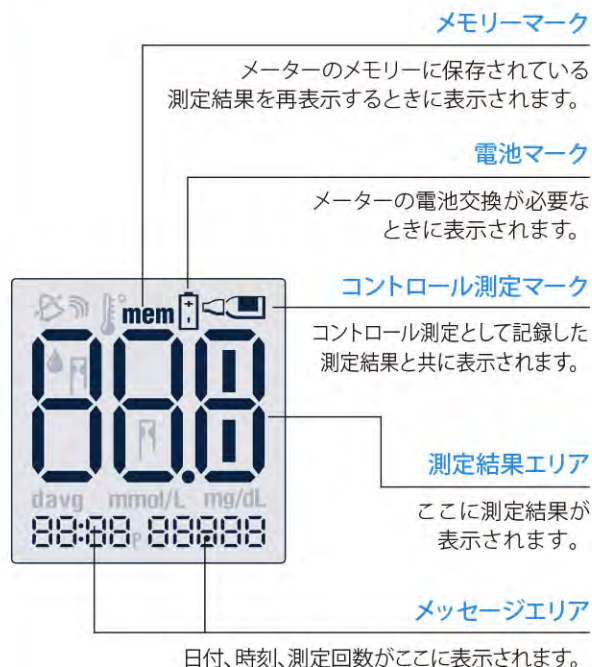 メモリーマーク
メーターのメモリーに保存されている
測定結果を再表示するときに表示されます。
電池マーク
メーターの電池交換が必要な
ときに表示されます。
コントロール測定マーク
コントロール測定として記録した
測定結果と共に表示されます。
mem
測定結果エリア
ここに測定結果が
表示されます。
88.8
davg mmol/L mg/dL
88:88P 88888
メッセージエリア
日付、時刻、測定回数がここに表示されます。